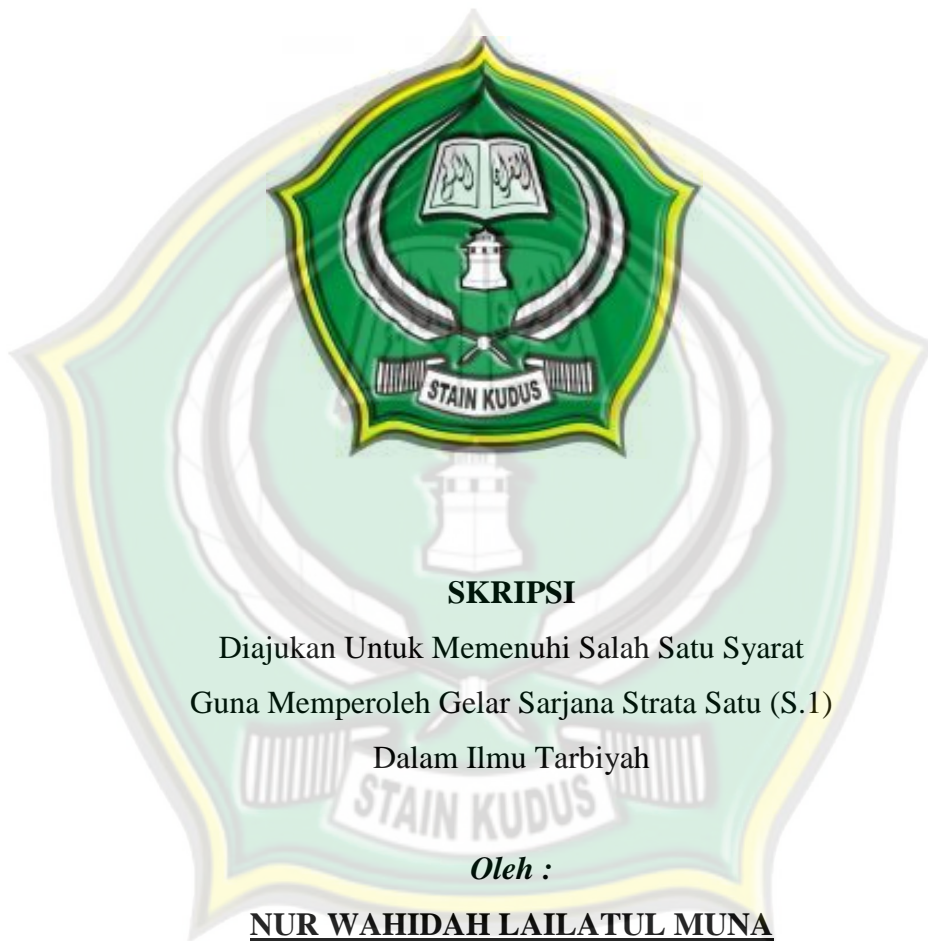 STAIN KUDUS
SKRIPSI
Diajukan Untuk Memenuhi Salah Satu Syarat
Guna Memperoleh Gelar Sarjana Strata Satu (S.1)
Dalam Ilmu Tarbiyah
STAIN KUDUS
Oleh :
NUR WAHIDAH LAILATUL MUNA